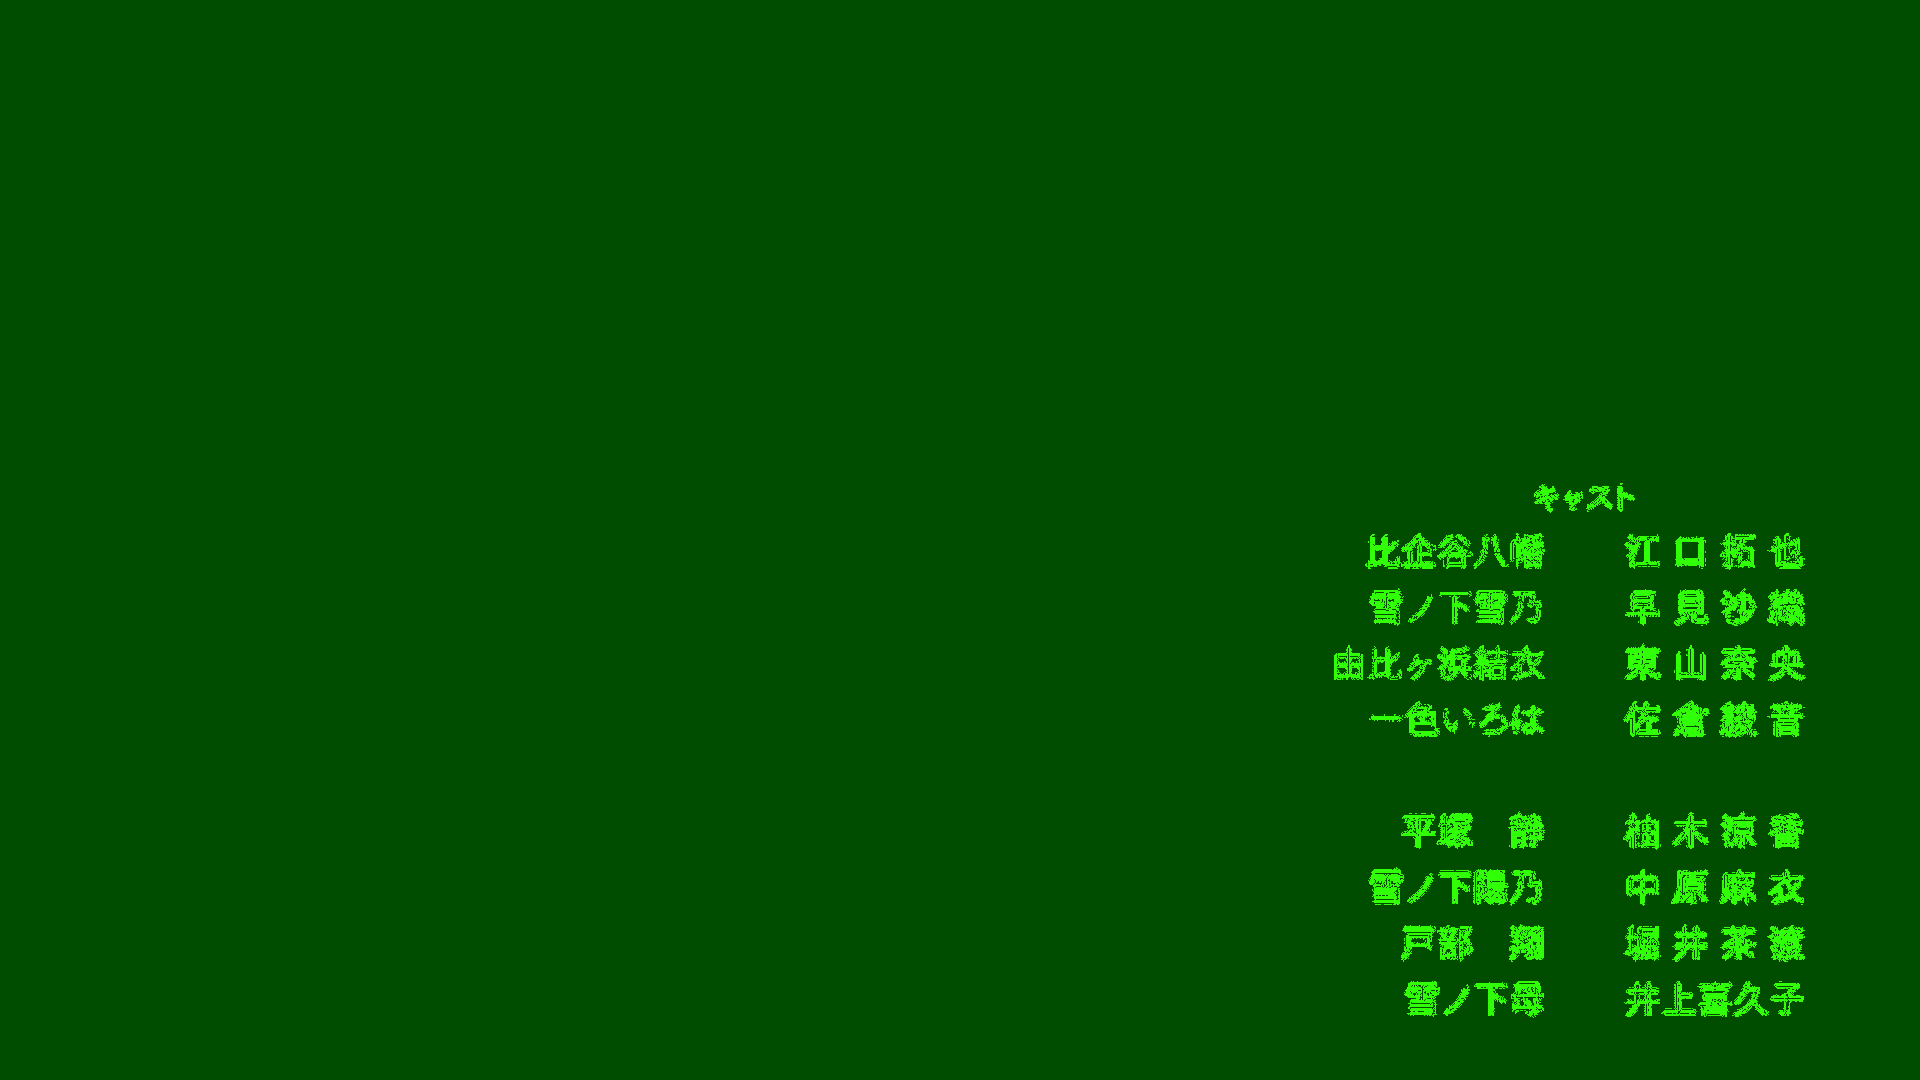 キャスト
比企谷八幡 江口拓也
雪ノ下雪乃 早見沙織
由比ヶ浜結衣 東山奈央
一色いろは 佐倉綾音
平塚 静 柚木涼香
雪ノ下陽乃 中原麻衣
戸部 翔 堀井茶渡
雪ノ下母 井上喜久子